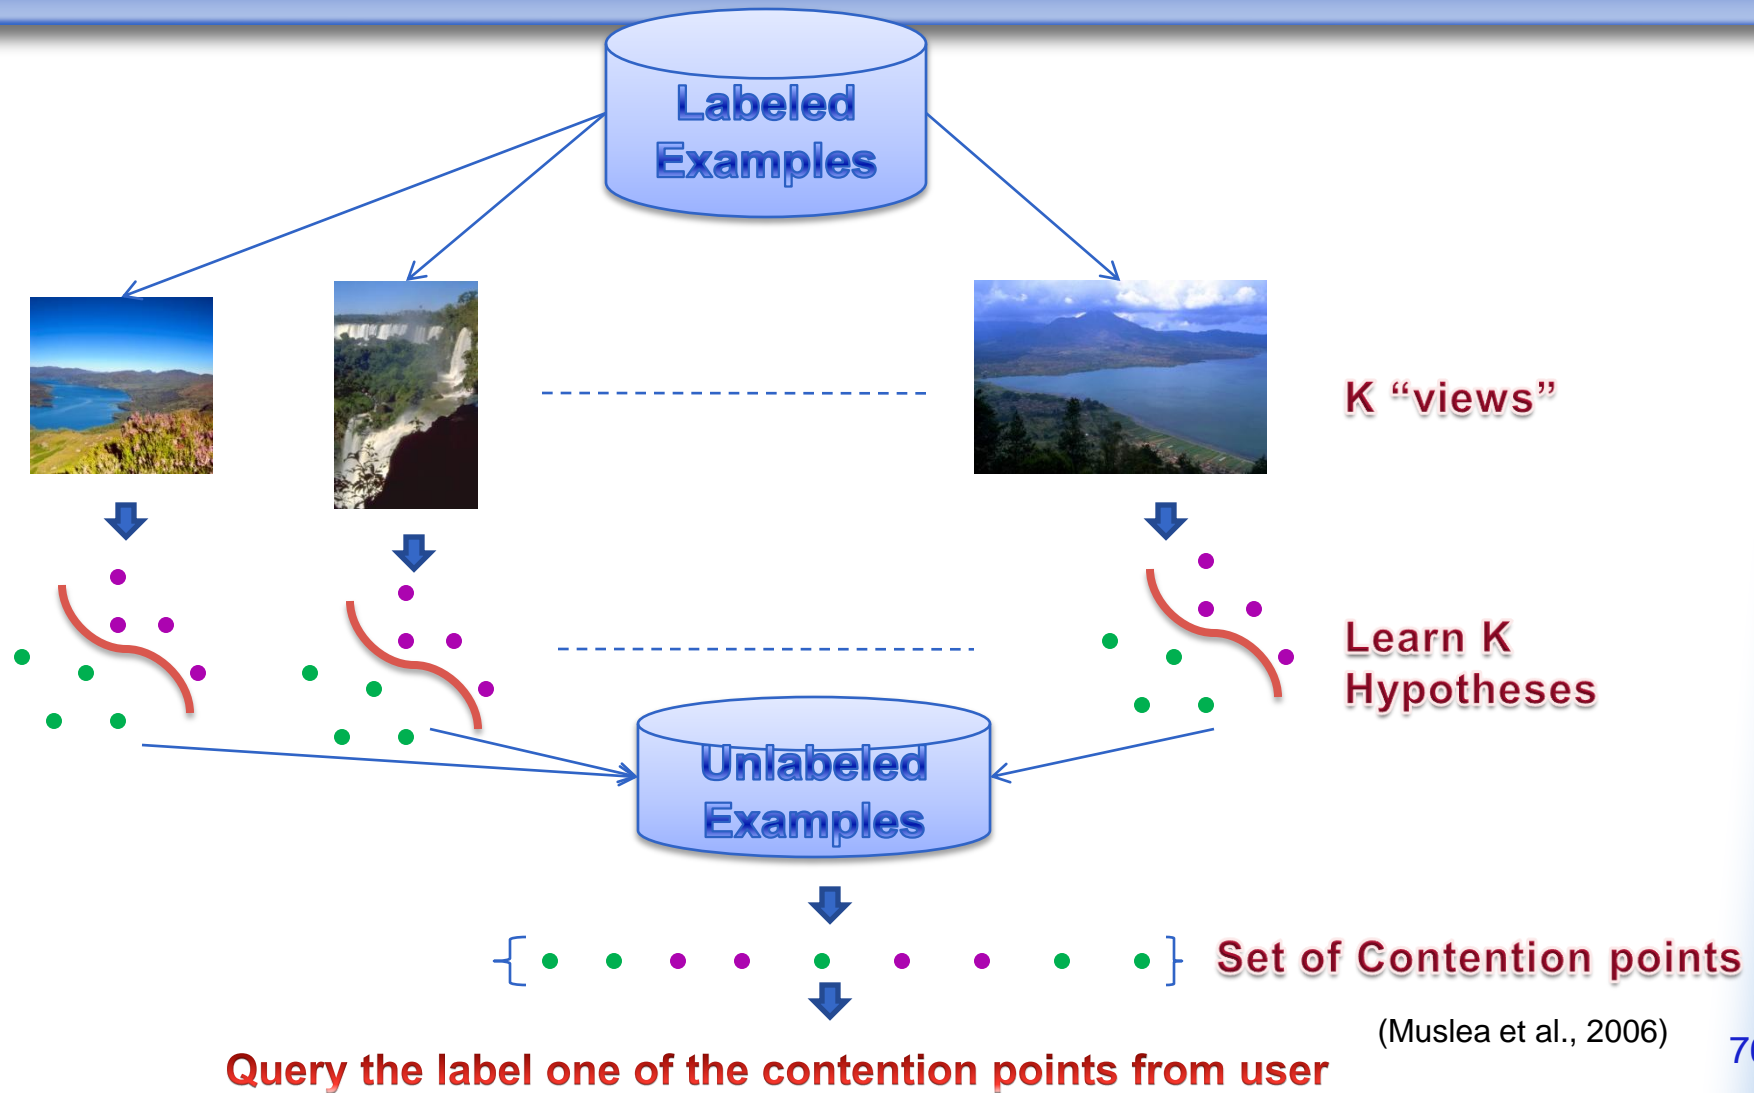 Labeled
Examples
K “views”
Learn K
Hypotheses
Unlabeled
Examples
Set of Contention points
(Muslea et al., 2006)
Query the label one of the contention points from user